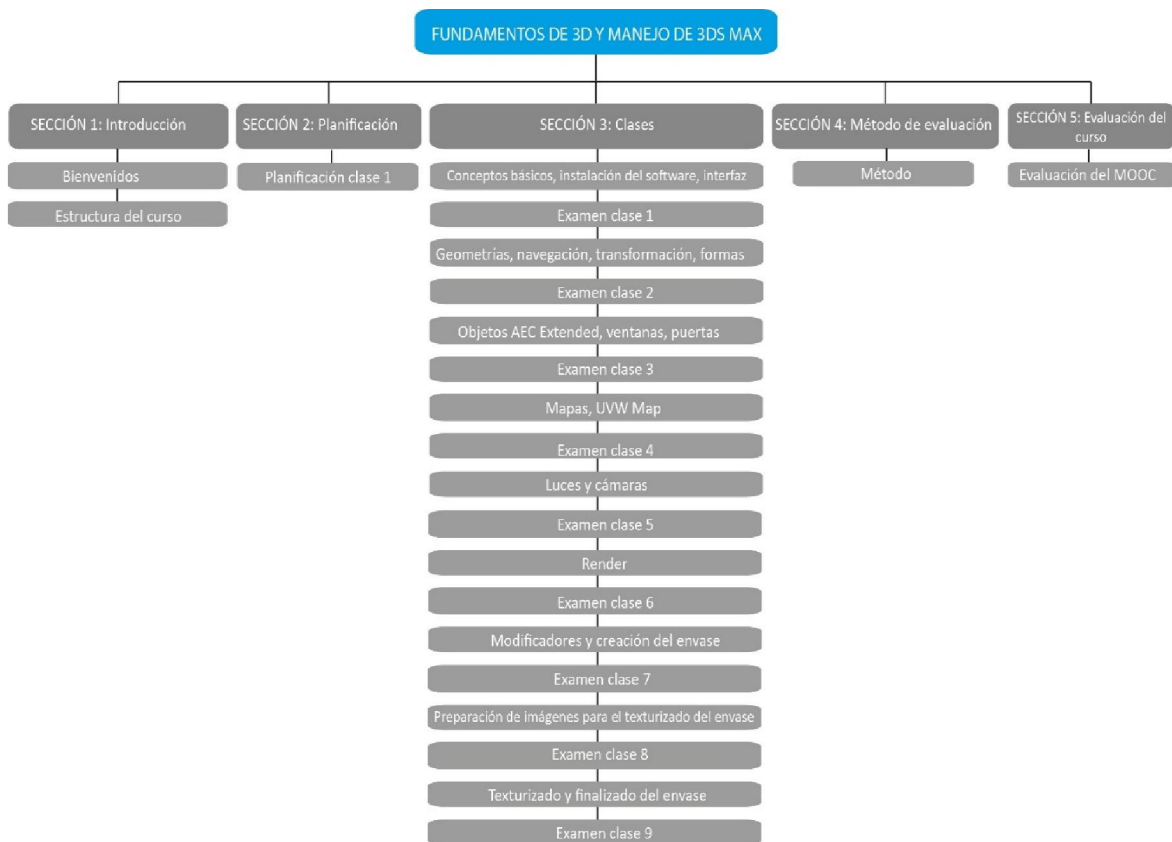 FUNDAMENTOS DE 3D Y MANEJO DE 3DS MAX
SECCIÓN 1: Introducción
Bienvenidos
Estructura del curso
SECCIÓN 2: Planificación
Planificación clase 1
SECCIÓN 3: Clases
Conceptos básicos, instalación del software, interfaz
Examen clase 1
Geometrías, navegación, transformación, formas
Examen clase 2
Objetos AEC Extended, ventanas, puertas
Examen clase 3
Mapas, UVW Map
Examen clase 4
Luces y cámaras
Examen clase 5
Render
Examen clase 6
Modificadores y creación del envase
Examen clase 7
Preparación de imágenes para el texturizado del envase
Examen clase 8
Texturizado y finalizado del envase
Examen clase 9
SECCIÓN 4: Método de evaluación
Método
SECCIÓN 5: Evaluación del
curso
Evaluación del MOOC